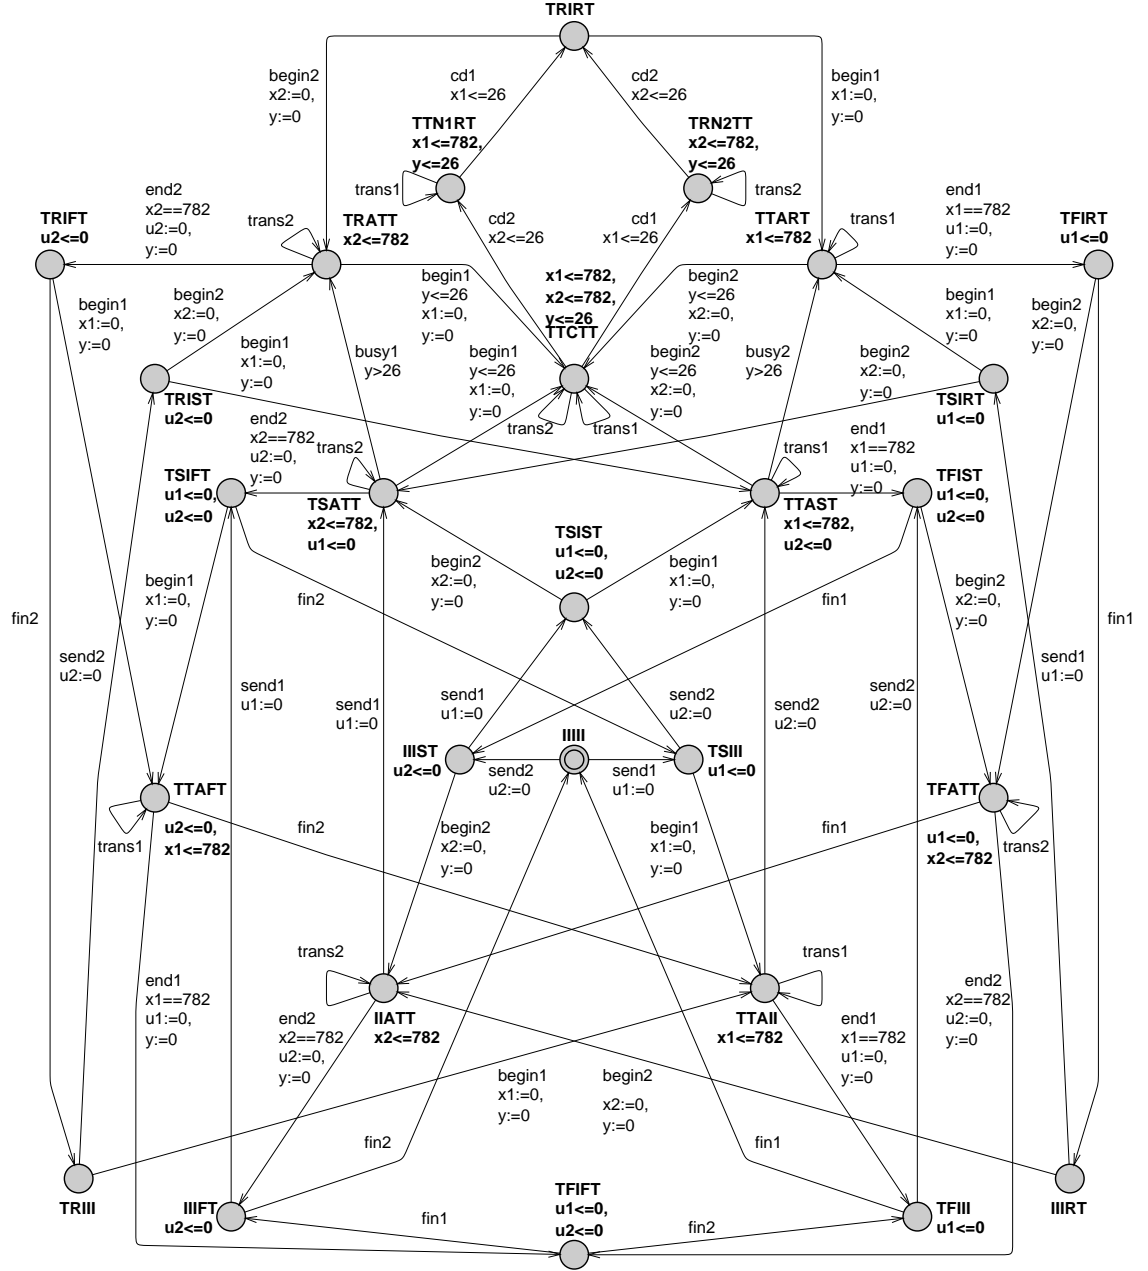 TRIRT
begin2
x2:=0,
y:=0
cd1
x1<=26
cd2
x2<=26
begin1
x1:=0,
y:=0
TTN1RT
x1<=782,
y<=26
TRN2TT
x2<=782,
y<=26
trans1
trans2
end2
x2==782
u2:=0,
y:=0
TRIFT
u2<=0
trans2
TRATT
x2<=782
cd2
x2<=26
cd1
x1<=26
TTART
x1<=782
trans1
end1
x1==782
u1:=0,
y:=0
TFIRT
u1<=0
begin1
x1:=0,
y:=0
begin2
x2:=0,
y:=0
begin1
y<=26
x1:=0,
y:=0
x1<=782,
x2<=782,
y<=26
TTCTT
begin2
y<=26
x2:=0,
y:=0
begin1
x1:=0,
y:=0
begin2
x2:=0,
y:=0
begin1
x1:=0,
y:=0
busy1
y>26
begin1
y<=26
x1:=0,
y:=0
begin2
y<=26
x2:=0,
y:=0
busy2
y>26
begin2
x2:=0,
y:=0
TRIST
u2<=0
TSIRT
u1<=0
trans2
trans1
end2
x2==782
u2:=0,
y:=0
trans2
trans1
end1
x1==782
u1:=0,
y:=0
TSIFT
u1<=0,
u2<=0
TSATT
x2<=782,
u1<=0
TTAST
x1<=782,
u2<=0
TFIST
u1<=0,
u2<=0
TSIST
u1<=0,
u2<=0
begin1
x1:=0,
y:=0
begin2
x2:=0,
y:=0
begin1
x1:=0,
y:=0
begin2
x2:=0,
y:=0
fin2
fin2
fin1
fin1
send2
u2:=0
send1
u1:=0
send1
u1:=0
send1
u1:=0
send2
u2:=0
send2
u2:=0
send2
u2:=0
send1
u1:=0
IIIST
u2<=0
IIIII
TSIII
u1<=0
send2
u2:=0
send1
u1:=0
TTAFT
u2<=0,
x1<=782
trans1
TFATT
u1<=0,
x2<=782
trans2
fin2
fin1
begin2
x2:=0,
y:=0
begin1
x1:=0,
y:=0
trans2
trans1
end1
x1==782
u1:=0,
y:=0
end2
x2==782
u2:=0,
y:=0
IIATT
x2<=782
TTAII
x1<=782
end2
x2==782
u2:=0,
y:=0
end1
x1==782
u1:=0,
y:=0
begin1
x1:=0,
y:=0
begin2
x2:=0,
y:=0
fin2
fin1
TRIII
IIIRT
IIIFT
u2<=0
TFIFT
u1<=0,
u2<=0
TFIII
u1<=0
fin1
fin2